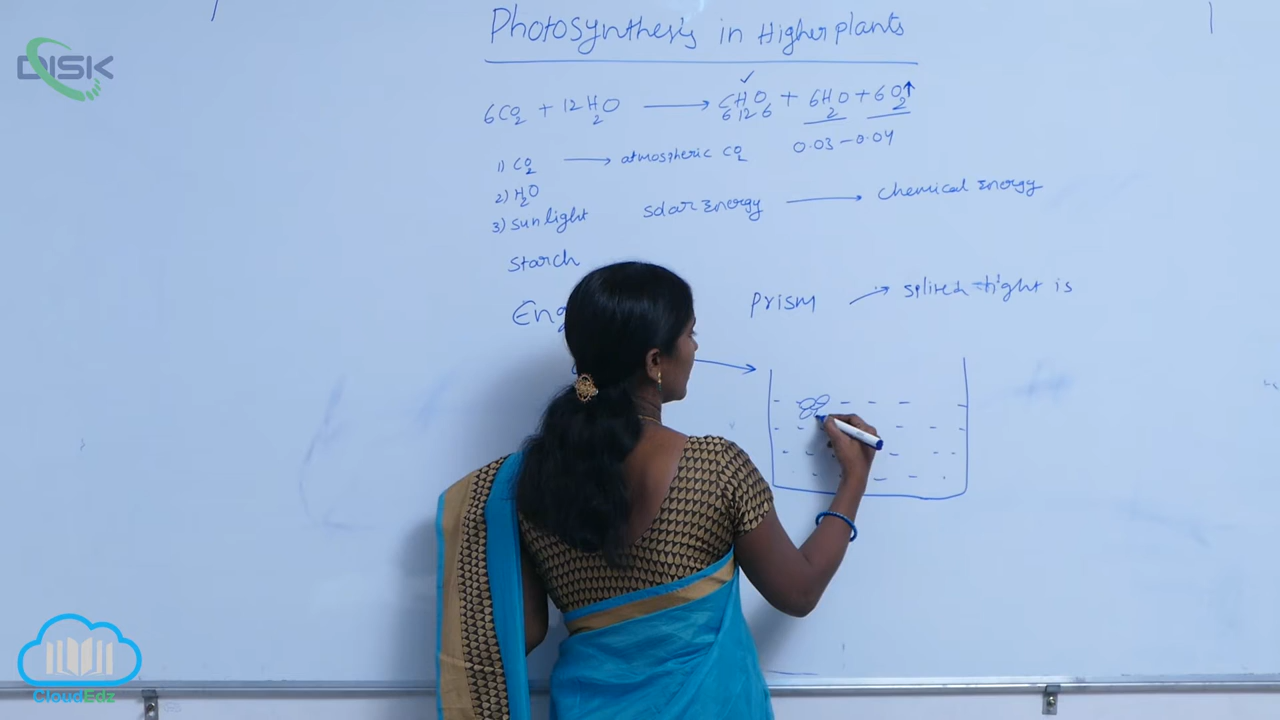 DISK
Photosynthesis in Higher plants
6CO2 + 12H2O → C6H12O6 + 6H2O + 6O2↑
0.03 - 0.04
1) CO2 → atmospheric CO2
2) H2O
3) sunlight
solar Energy → chemical energy
starch
Prism → light is
CloudEdz